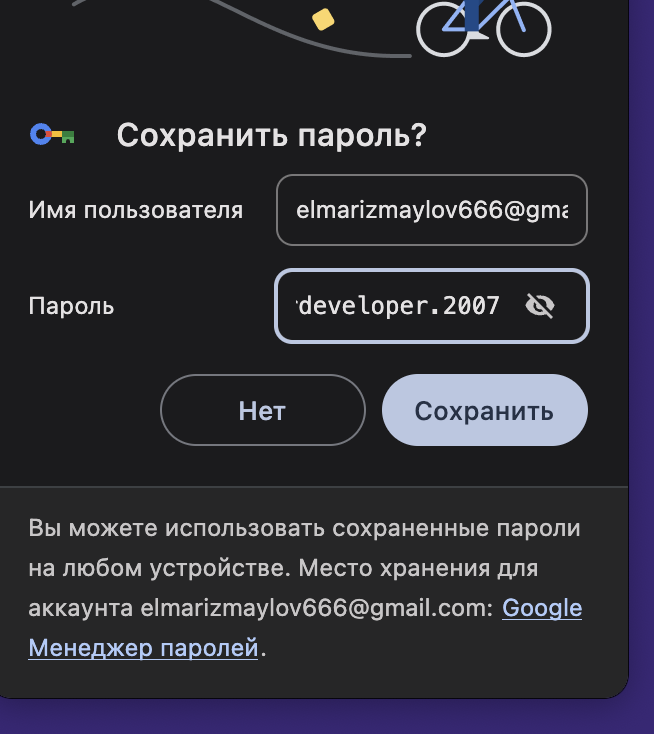 Сохранить пароль?
Имя пользователя
elmarizmaylov666@gma
Пароль
developer.2007
Нет
Сохранить
Вы можете использовать сохраненные пароли
на любом устройстве. Место хранения для
аккаунта elmarizmaylov666@gmail.com: Google
Менеджер паролей.